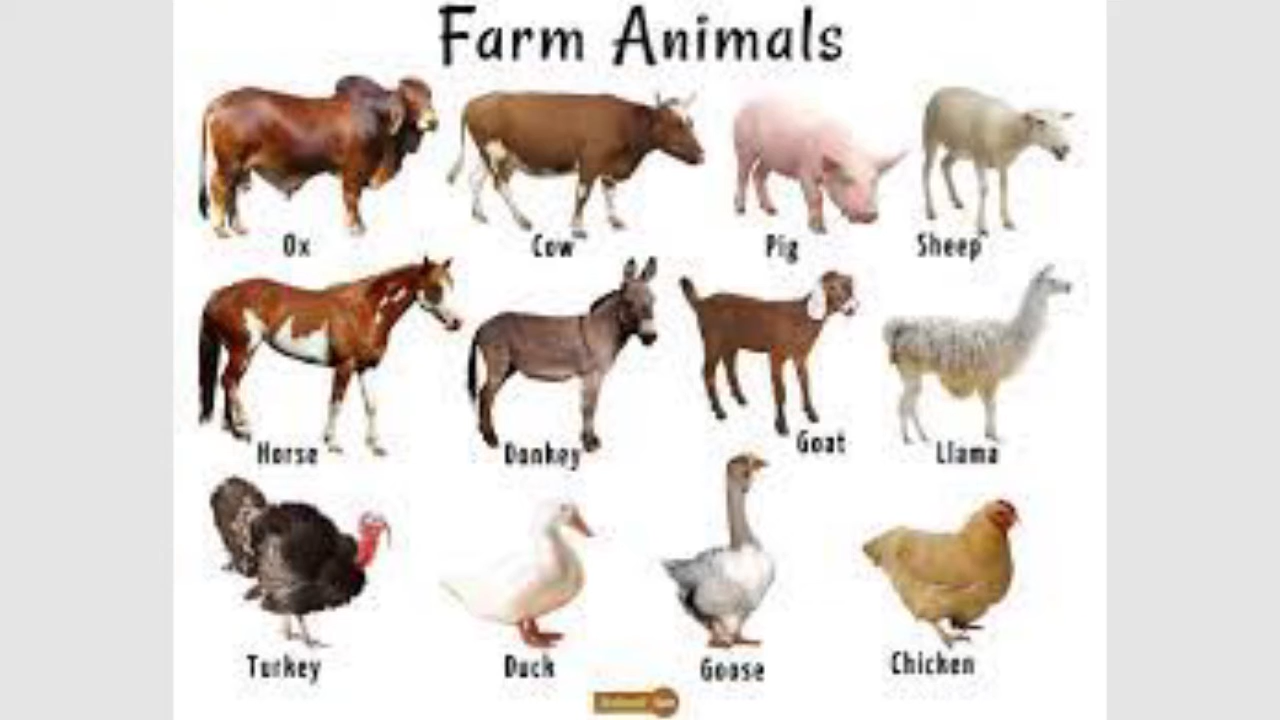 Farm Animals
Ox
Cow
Pig
Sheep
Horse
Donkey
Goat
Llama
Turkey
Duck
Goose
Chicken